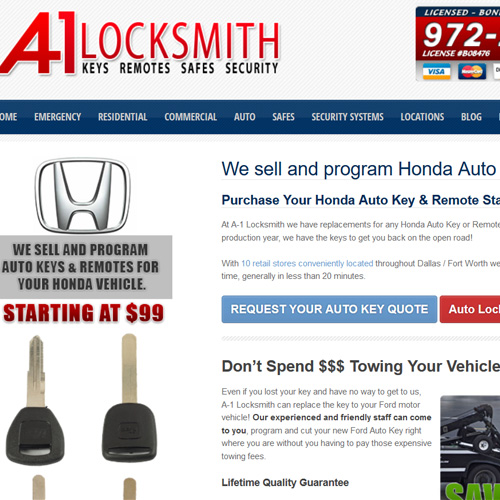 A1 LOCKSMITH
KEYS REMOTES SAFES SECURITY
LICENSED - BON
972-
LICENSE #B08476
VISA MasterCard
OME EMERGENCY RESIDENTIAL COMMERCIAL AUTO SAFES SECURITY SYSTEMS LOCATIONS BLOG
We sell and program Honda Auto
Purchase Your Honda Auto Key & Remote Sta
At A-1 Locksmith we have replacements for any Honda Auto Key or Remote
production year, we have the keys to get you back on the open road!
With 10 retail stores conveniently located throughout Dallas / Fort Worth we
time, generally in less than 20 minutes.
REQUEST YOUR AUTO KEY QUOTE
Auto Lock
WE SELL AND PROGRAM
AUTO KEYS & REMOTES FOR
YOUR HONDA VEHICLE.
STARTING AT $99
Don't Spend $$$ Towing Your Vehicle
Even if you lost your key and have no way to get to us,
A-1 Locksmith can replace the key to your Ford motor
vehicle! Our experienced and friendly staff can come
to you, program and cut your new Ford Auto Key right
where you are without you having to pay those expensive
towing fees.
SAV
Lifetime Quality Guarantee